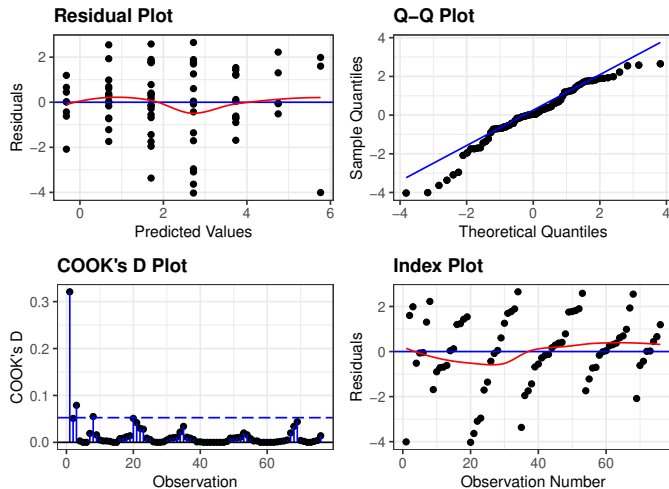 Residual Plot
2
0
−2
−4
Residuals
0
2
4
6
Predicted Values
Q−Q Plot
4
2
0
−2
−4
Sample Quantiles
−4
−2
0
2
4
Theoretical Quantiles
COOK's D Plot
0.3
0.2
0.1
0.0
COOK's D
0
20
40
60
Observation
Index Plot
2
0
−2
−4
Residuals
0
20
40
60
Observation Number